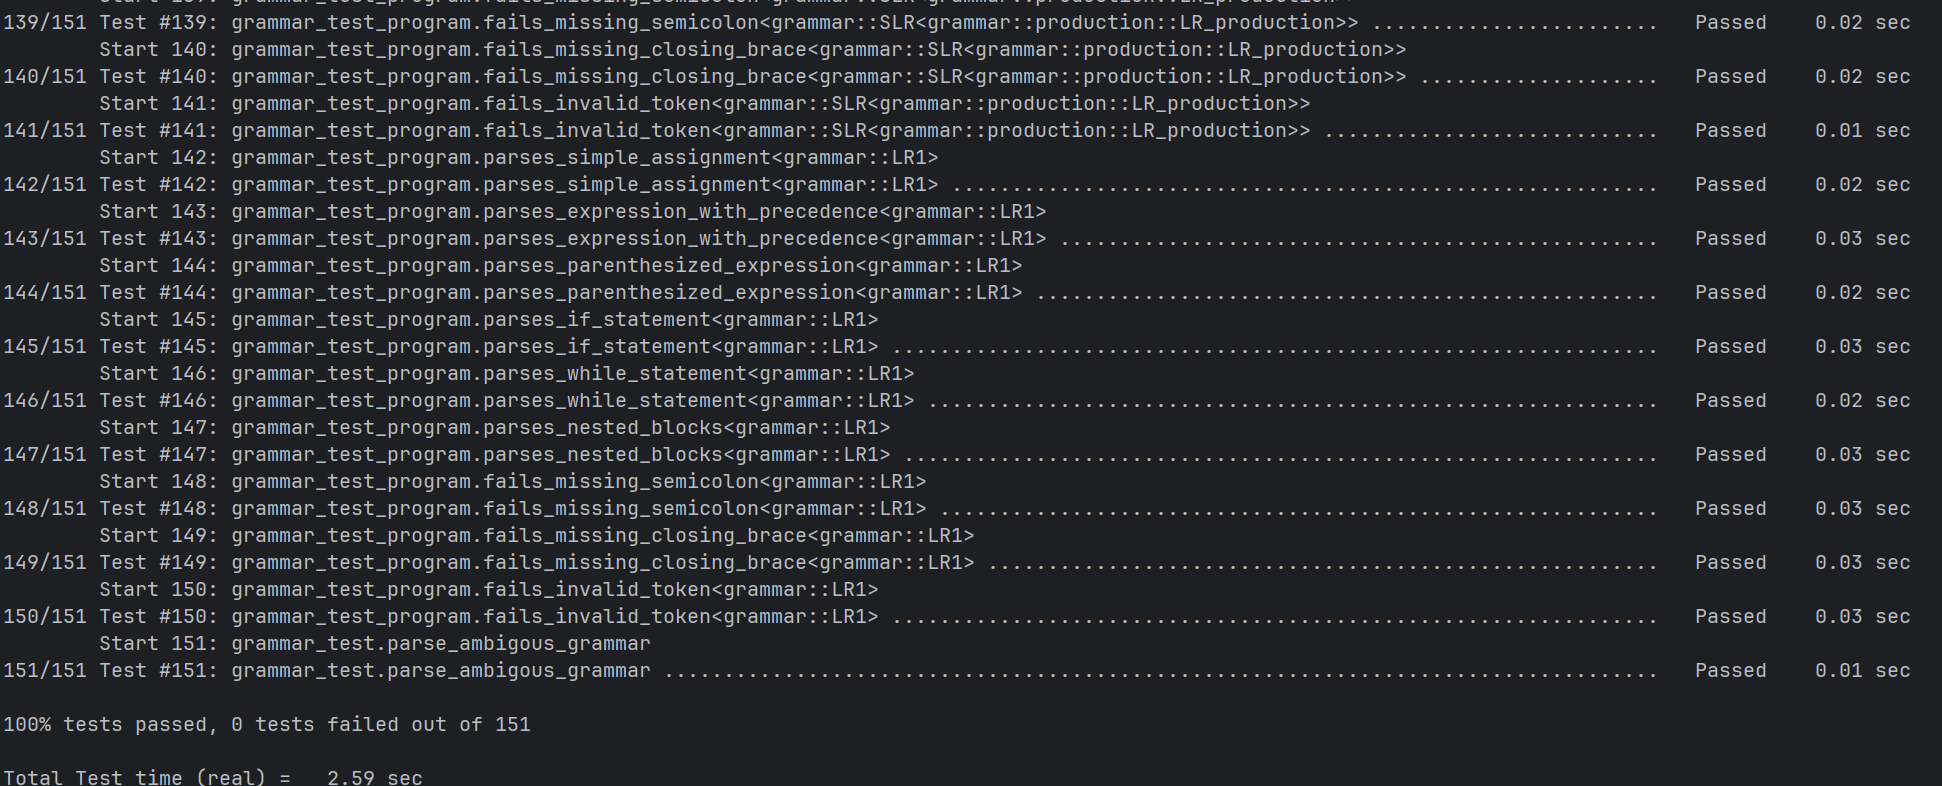 Start 139: grammar_test_program.fails_missing_semicolon<grammar::SLR<grammar::production::LR_production>>
139/151 Test #139: grammar_test_program.fails_missing_semicolon<grammar::SLR<grammar::production::LR_production>> ........................   Passed    0.02 sec
        Start 140: grammar_test_program.fails_missing_closing_brace<grammar::SLR<grammar::production::LR_production>>
140/151 Test #140: grammar_test_program.fails_missing_closing_brace<grammar::SLR<grammar::production::LR_production>> ....................   Passed    0.02 sec
        Start 141: grammar_test_program.fails_invalid_token<grammar::SLR<grammar::production::LR_production>>
141/151 Test #141: grammar_test_program.fails_invalid_token<grammar::SLR<grammar::production::LR_production>> ............................   Passed    0.01 sec
        Start 142: grammar_test_program.parses_simple_assignment<grammar::LR1>
142/151 Test #142: grammar_test_program.parses_simple_assignment<grammar::LR1> ...........................................................   Passed    0.02 sec
        Start 143: grammar_test_program.parses_expression_with_precedence<grammar::LR1>
143/151 Test #143: grammar_test_program.parses_expression_with_precedence<grammar::LR1> ..................................................   Passed    0.03 sec
        Start 144: grammar_test_program.parses_parenthesized_expression<grammar::LR1>
144/151 Test #144: grammar_test_program.parses_parenthesized_expression<grammar::LR1> ....................................................   Passed    0.02 sec
        Start 145: grammar_test_program.parses_if_statement<grammar::LR1>
145/151 Test #145: grammar_test_program.parses_if_statement<grammar::LR1> ................................................................   Passed    0.03 sec
        Start 146: grammar_test_program.parses_while_statement<grammar::LR1>
146/151 Test #146: grammar_test_program.parses_while_statement<grammar::LR1> .............................................................   Passed    0.02 sec
        Start 147: grammar_test_program.parses_nested_blocks<grammar::LR1>
147/151 Test #147: grammar_test_program.parses_nested_blocks<grammar::LR1> ...............................................................   Passed    0.03 sec
        Start 148: grammar_test_program.fails_missing_semicolon<grammar::LR1>
148/151 Test #148: grammar_test_program.fails_missing_semicolon<grammar::LR1> ............................................................   Passed    0.03 sec
        Start 149: grammar_test_program.fails_missing_closing_brace<grammar::LR1>
149/151 Test #149: grammar_test_program.fails_missing_closing_brace<grammar::LR1> ........................................................   Passed    0.03 sec
        Start 150: grammar_test_program.fails_invalid_token<grammar::LR1>
150/151 Test #150: grammar_test_program.fails_invalid_token<grammar::LR1> ................................................................   Passed    0.03 sec
        Start 151: grammar_test.parse_ambigous_grammar
151/151 Test #151: grammar_test.parse_ambigous_grammar ...................................................................................   Passed    0.01 sec

100% tests passed, 0 tests failed out of 151

Total Test time (real) =   2.59 sec